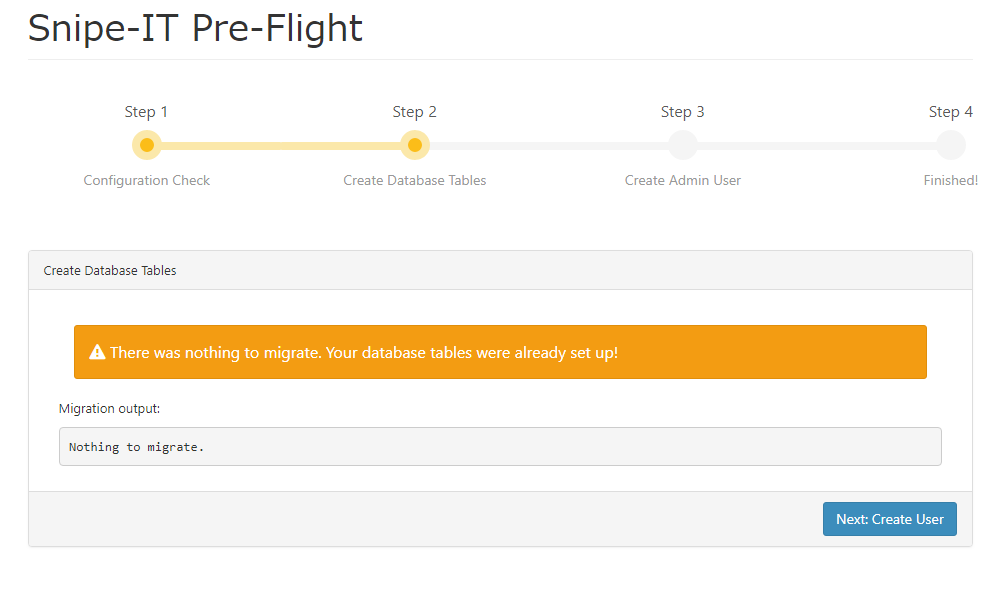 Snipe-IT Pre-Flight
Step 1
Step 2
Step 3
Step 4
Configuration Check
Create Database Tables
Create Admin User
Finished!
Create Database Tables
There was nothing to migrate. Your database tables were already set up!
Migration output:
Nothing to migrate.
Next: Create User